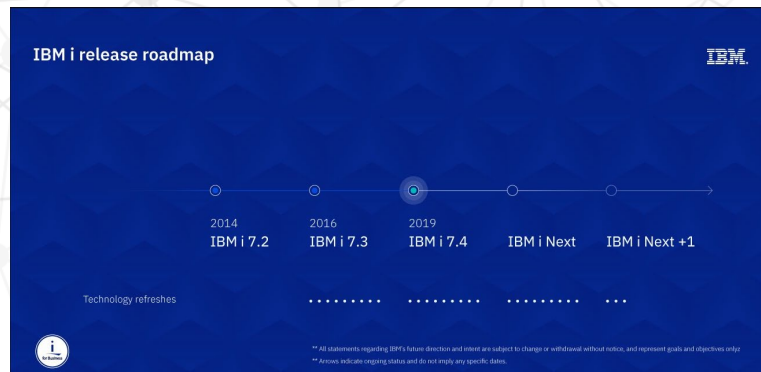 IBM i release roadmap
IBM
2014
IBM i 7.2
2016
IBM i 7.3
2019
IBM i 7.4
IBM i Next
IBM i Next +1
Technology refreshes
i
for Business
** All statements regarding IBM's future direction and intent are subject to change or withdrawal without notice, and represent goals and objectives onlyz
** Arrows indicate ongoing status and do not imply any specific dates.